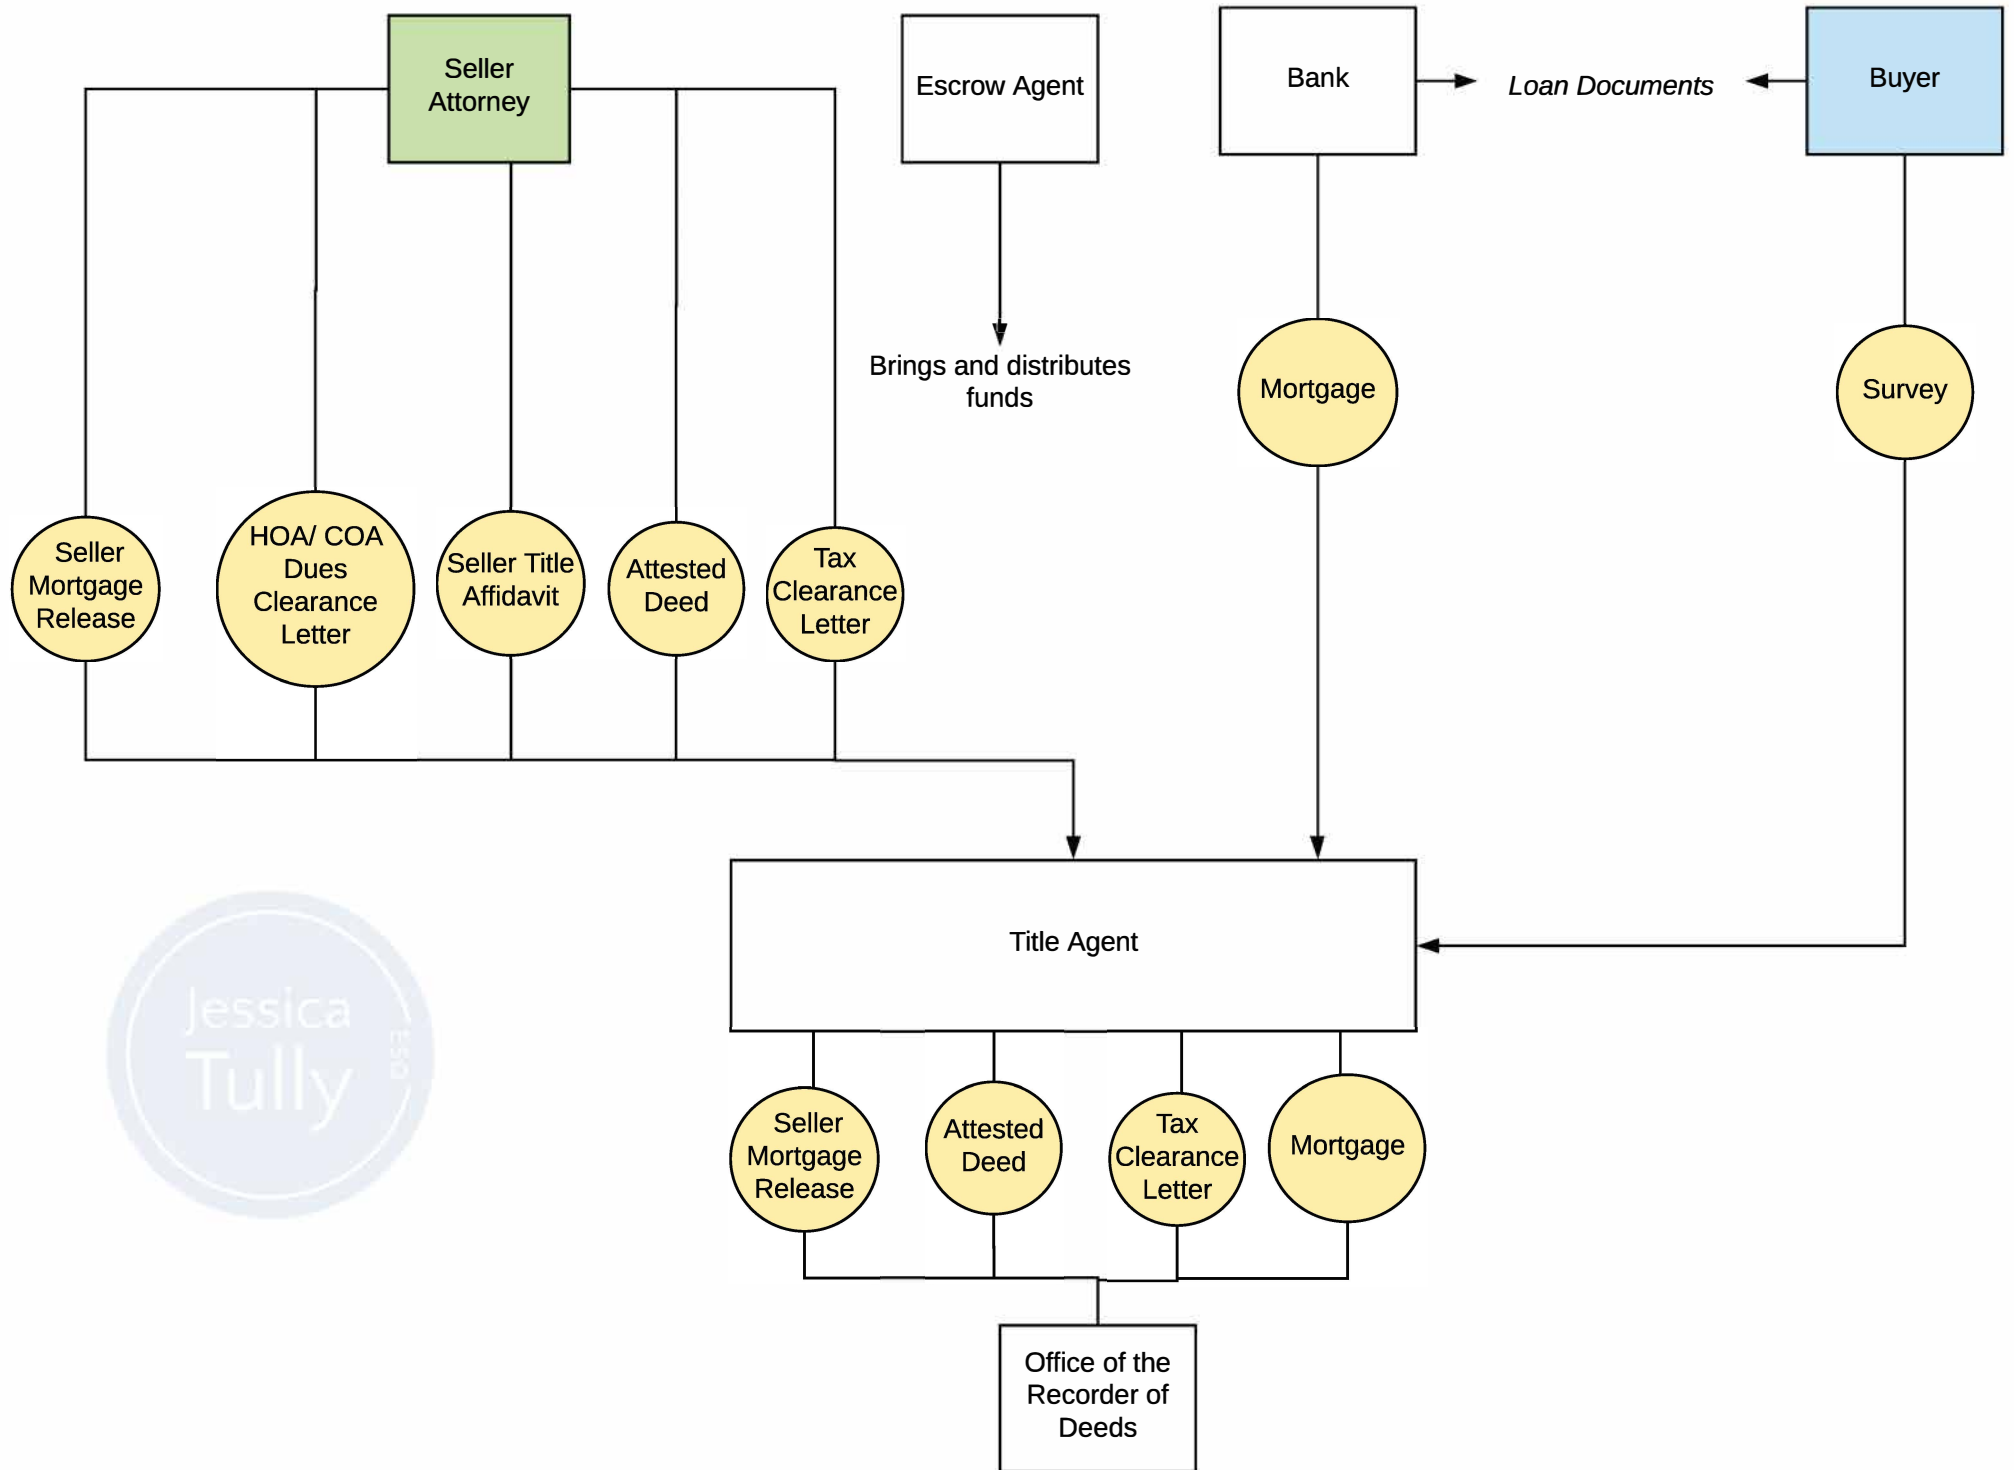 Seller
Attorney
Escrow Agent
Bank
Loan Documents
Buyer
Brings and distributes
funds
Mortgage
Survey
Seller
Mortgage
Release
HOA/ COA
Dues
Clearance
Letter
Seller Title
Affidavit
Attested
Deed
Tax
Clearance
Letter
Title Agent
Jessica
Tully
ESQ
Seller
Mortgage
Release
Attested
Deed
Tax
Clearance
Letter
Mortgage
Office of the
Recorder of
Deeds